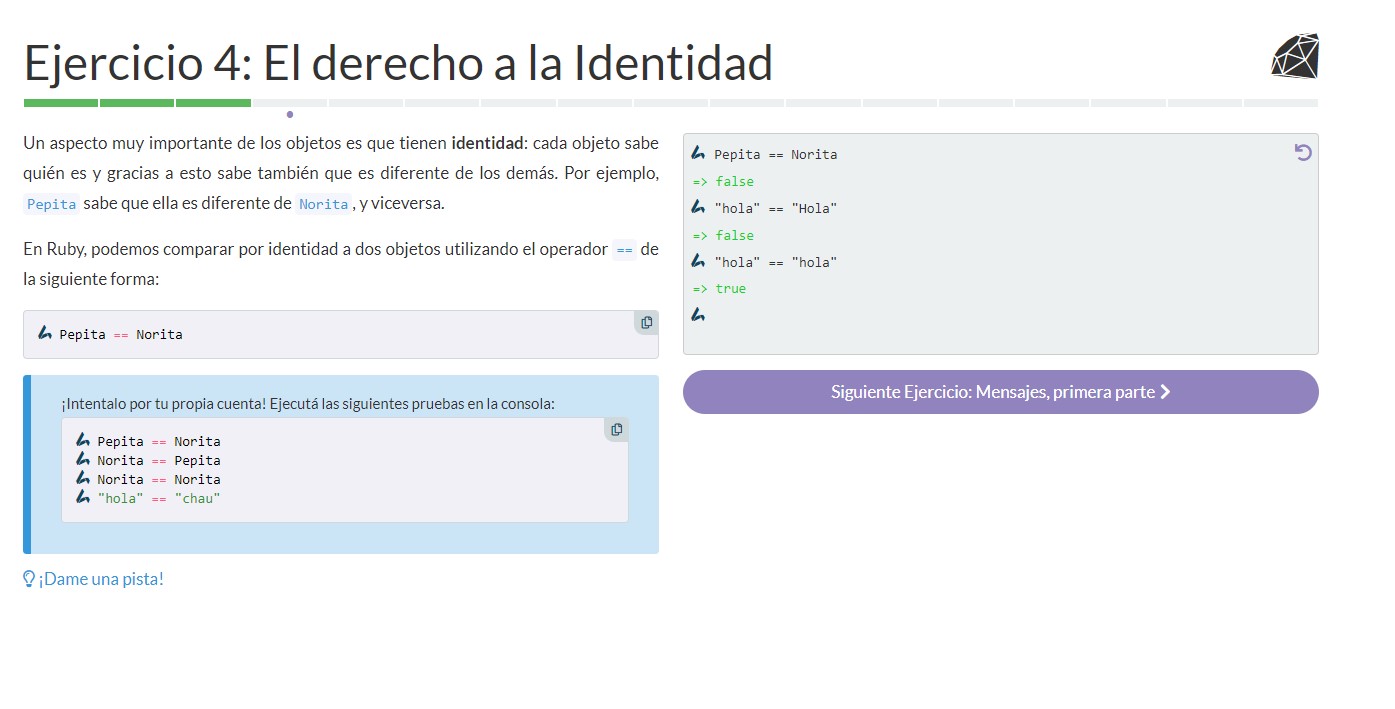 Ejercicio 4: El derecho a la Identidad
Un aspecto muy importante de los objetos es que tienen identidad: cada objeto sabe
quién es y gracias a esto sabe también que es diferente de los demás. Por ejemplo,
Pepita sabe que ella es diferente de Norita, y viceversa.
En Ruby, podemos comparar por identidad a dos objetos utilizando el operador == de
la siguiente forma:
Pepita == Norita
¡Intentalo por tu propia cuenta! Ejecutá las siguientes pruebas en la consola:
Pepita == Norita
Norita == Pepita
Norita == Norita
"hola" == "chau"
¡Dame una pista!
Pepita == Norita
=> false
"hola" == "Hola"
=> false
"hola" == "hola"
=> true
Siguiente Ejercicio: Mensajes, primera parte